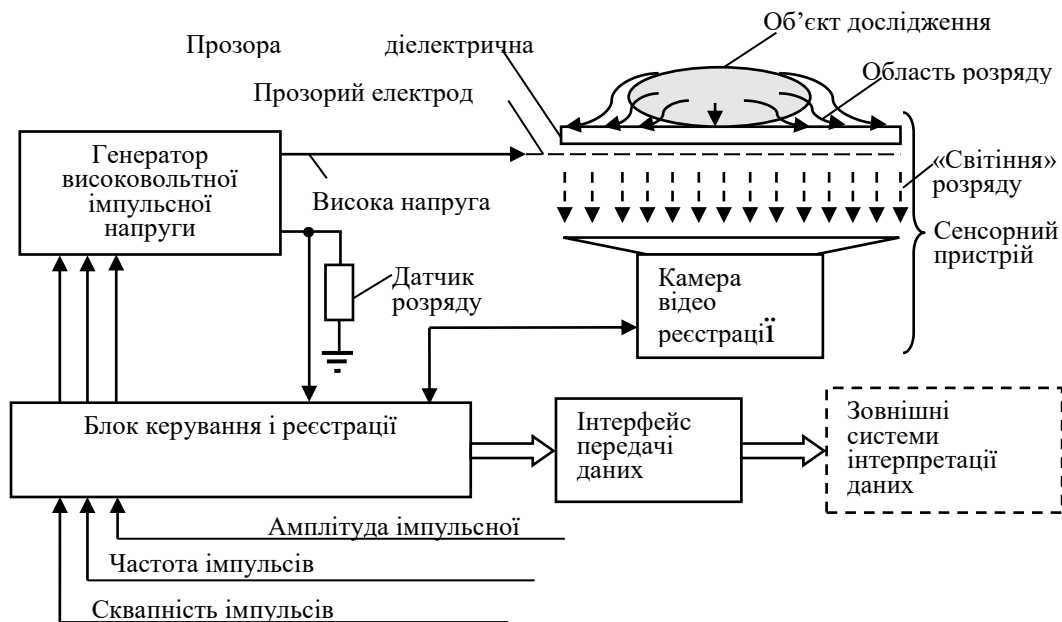 Об’єкт дослідження
Прозора діелектрична
Область розряду
Прозорий електрод
Генератор
високовольтної
імпульсної
напруги
Висока напруга
«Світіння»
розряду
Сенсорний
пристрій
Датчик
розряду
Камера
відео
реєстрації
Блок керування і реєстрації
Інтерфейс
передачі
даних
Зовнішні
системи
інтерпретації
даних
Амплітуда імпульсної
Частота імпульсів
Сквапність імпульсів